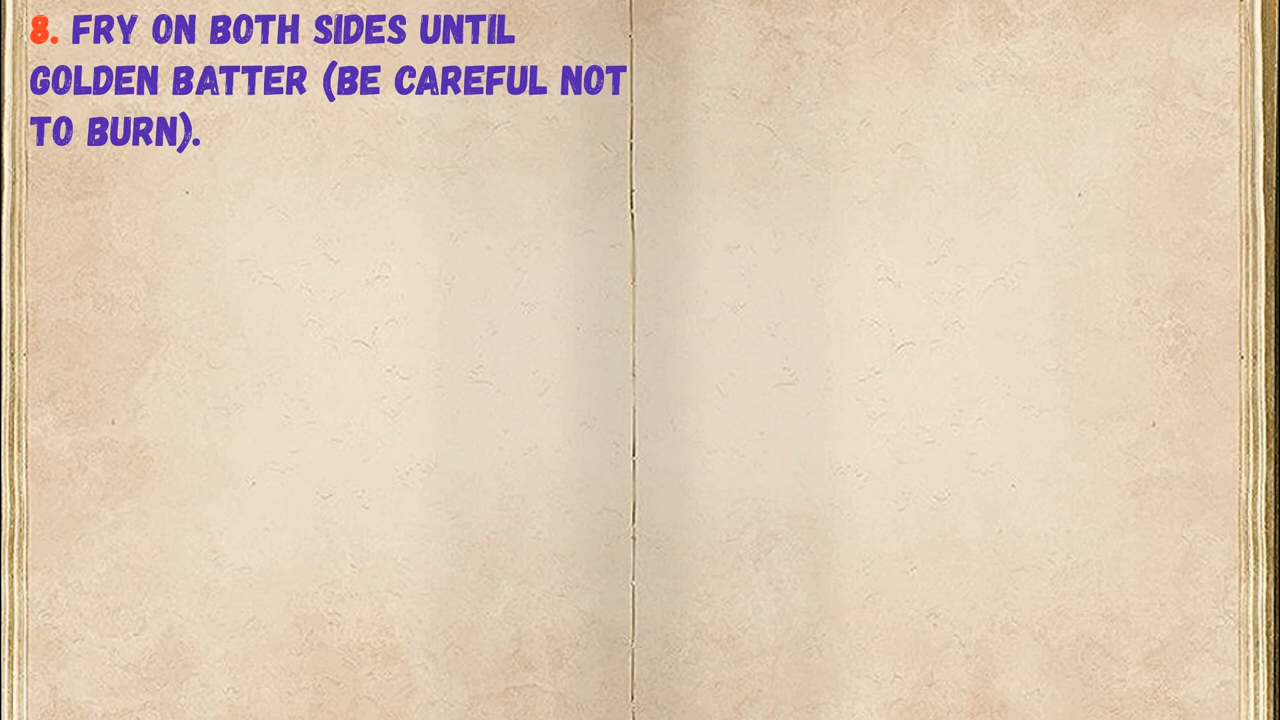 8. FRY ON BOTH SIDES UNTIL
GOLDEN BATTER (BE CAREFUL NOT
TO BURN).